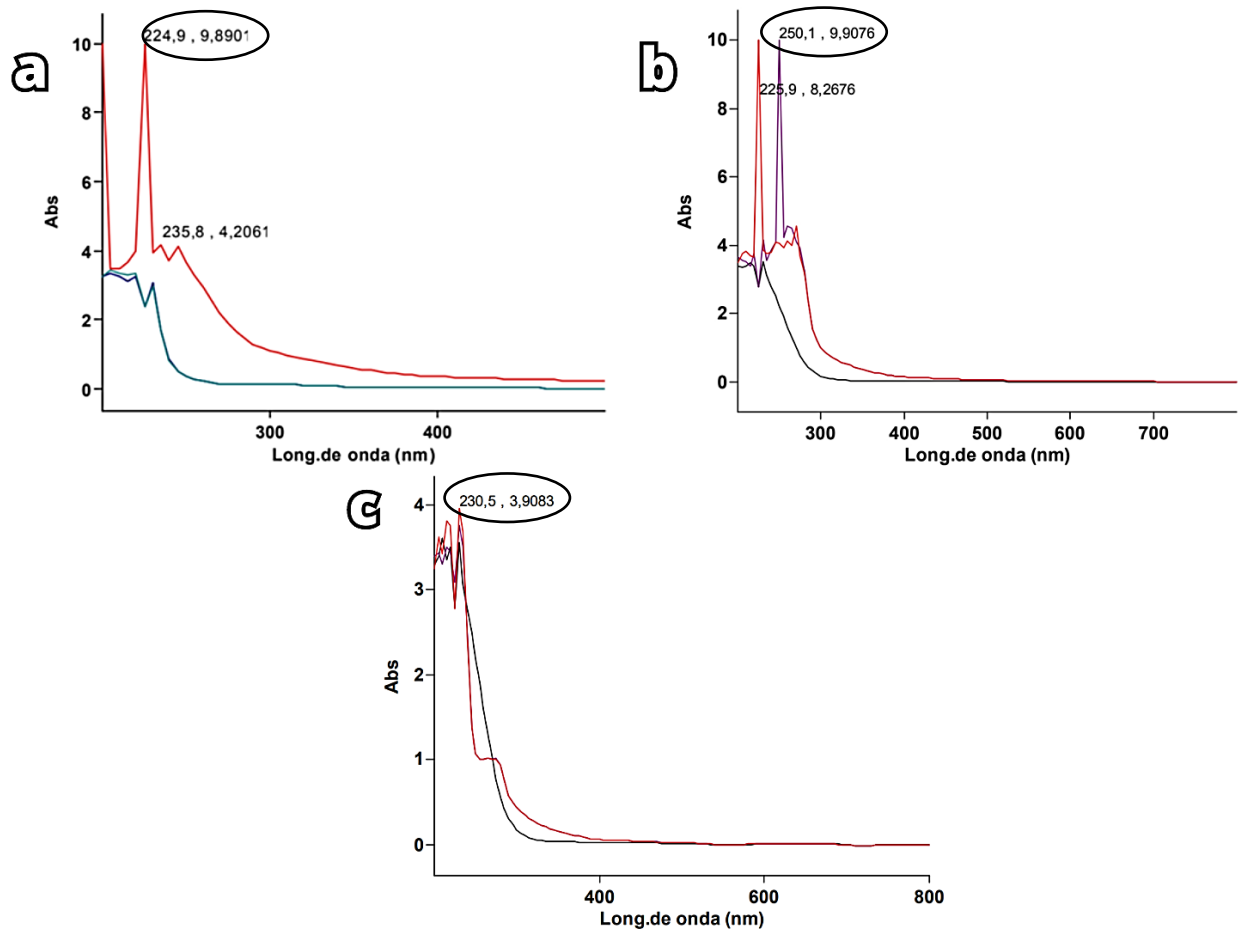 a
224,9 , 9,8901
10
8
6
4
2
0
Abs
235,8 , 4,2061
300
400
Long.de onda (nm)
b
250,1 , 9,9076
225,9 , 8,2676
10
8
6
4
2
0
Abs
300
400
500
600
700
Long.de onda (nm)
c
230,5 , 3,9083
4
3
2
1
0
Abs
400
600
800
Long.de onda (nm)